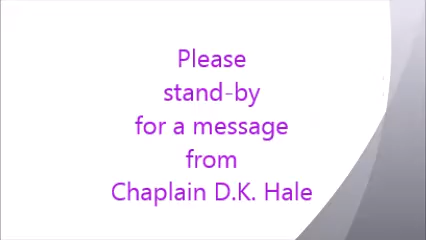 Please
stand-by
for a message
from
Chaplain D.K. Hale